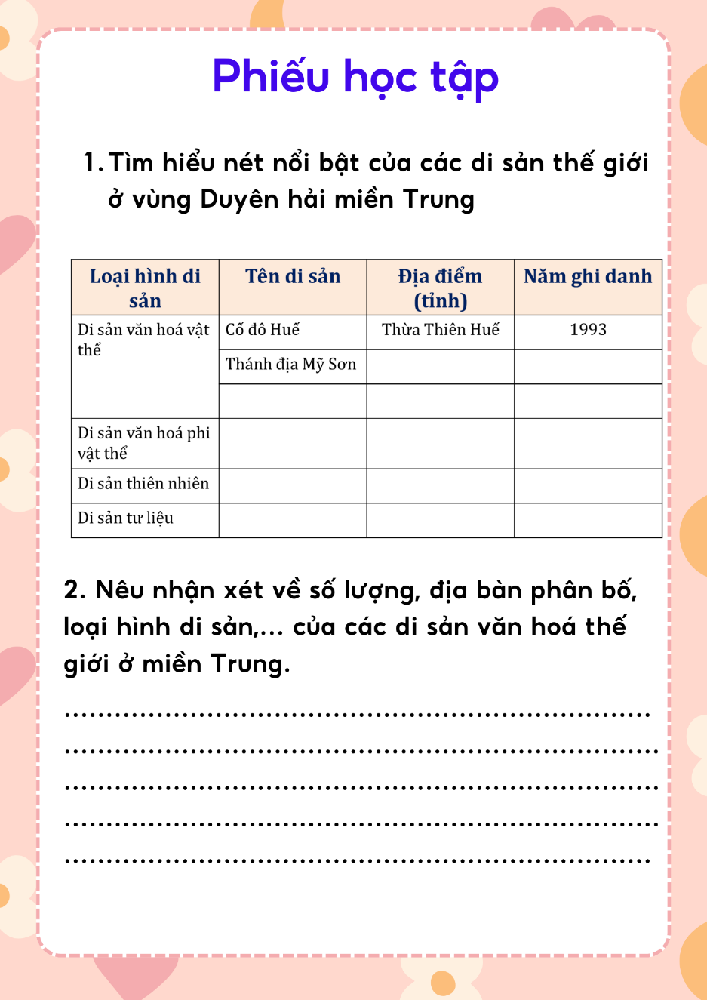 Phiếu học tập
1. Tìm hiểu nét nổi bật của các di sản thế giới
ở vùng Duyên hải miền Trung
Loại hình di sản Tên di sản Địa điểm (tỉnh) Năm ghi danh
Di sản văn hoá vật thể Cố đô Huế Thừa Thiên Huế 1993
Thánh địa Mỹ Sơn
Di sản văn hoá phi vật thể
Di sản thiên nhiên
Di sản tư liệu
2. Nêu nhận xét về số lượng, địa bàn phân bố,
loại hình di sản,... của các di sản văn hoá thế
giới ở miền Trung.
......................................................................
.......................................................................
.......................................................................
.......................................................................
......................................................................